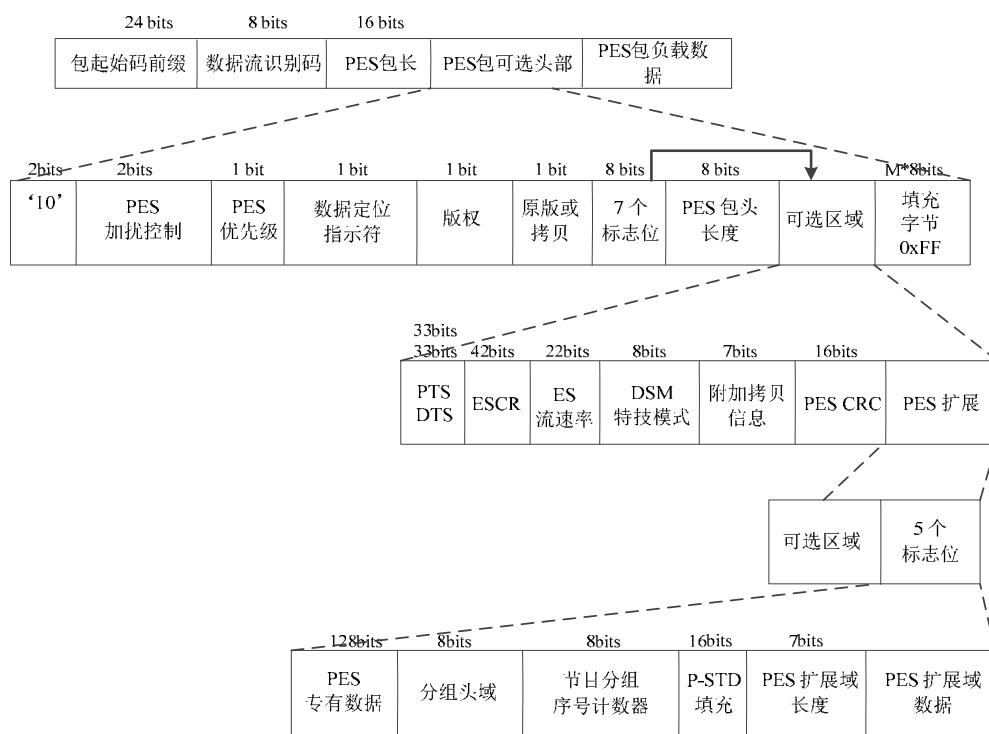 24 bits 8 bits 16 bits
包起始码前缀 数据流识别码 PES包长 PES包可选头部 PES包负载数
据
2bits 2bits 1 bit 1 bit 1 bit 1 bit 8 bits 8 bits M*8bits
‘10’ PES
加扰控制 PES
优先级 数据定位
指示符 版权 原版或
拷贝 7 个
标志位 PES 包头
长度 可选区域 填充
字节
0xFF
33bits
33bits 42bits 22bits 8bits 7bits 16bits
PTS
DTS ESCR ES
流速率 DSM
特技模式 附加拷贝
信息 PES CRC PES 扩展
可选区域 5 个
标志位
128bits 8bits 8bits 16bits 7bits
PES
专有数据 分组头域 节目分组
序号计数器 P-STD
填充 PES 扩展域
长度 PES 扩展域
数据